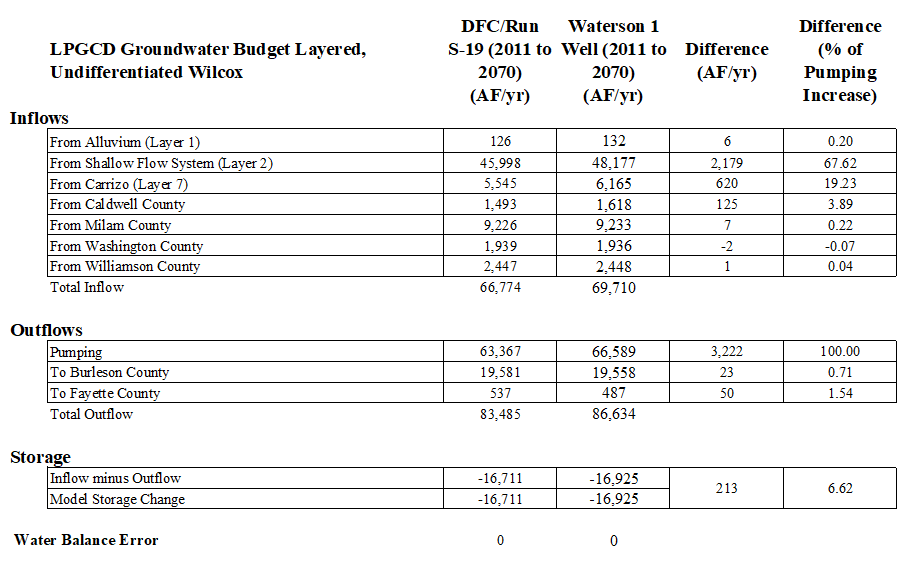 LPGCD Groundwater Budget Layered, Undifferentiated Wilcox DFC/Run S-19 (2011 to 2070) (AF/yr) Waterson 1 Well (2011 to 2070) (AF/yr) Difference (AF/yr) Difference (% of Pumping Increase)
Inflows
From Alluvium (Layer 1) 126 132 6 0.20
From Shallow Flow System (Layer 2) 45,998 48,177 2,179 67.62
From Carrizo (Layer 7) 5,545 6,165 620 19.23
From Caldwell County 1,493 1,618 125 3.89
From Milam County 9,226 9,233 7 0.22
From Washington County 1,939 1,936 -2 -0.07
From Williamson County 2,447 2,448 1 0.04
Total Inflow 66,774 69,710
Outflows
Pumping 63,367 66,589 3,222 100.00
To Burleson County 19,581 19,558 23 0.71
To Fayette County 537 487 50 1.54
Total Outflow 83,485 86,634
Storage
Inflow minus Outflow -16,711 -16,925 213 6.62
Model Storage Change -16,711 -16,925
Water Balance Error 0 0